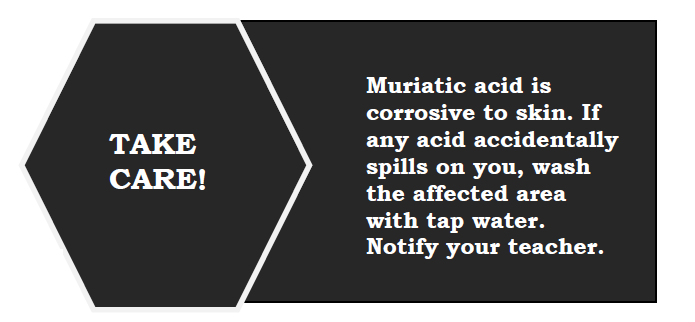 TAKE
CARE!
Muriatic acid is
corrosive to skin. If
any acid accidentally
spills on you, wash
the affected area
with tap water.
Notify your teacher.